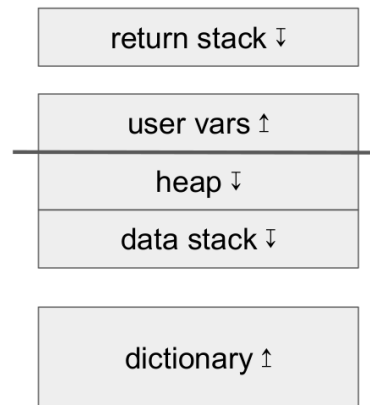 return stack ↧
user vars ↥
heap ↧
data stack ↧
dictionary ↥